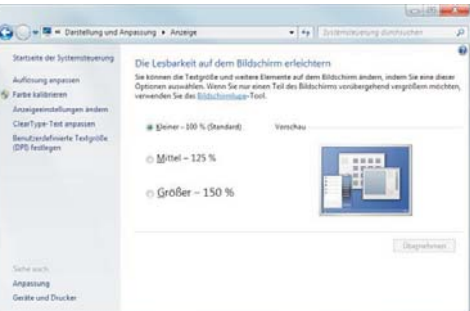 Darstellung und Anpassung ▸ Anzeige
Systemsteuerung durchsuchen
Startseite der Systemsteuerung
Auflösung anpassen
Farbe kalibrieren
Anzeigeeinstellungen ändern
ClearType-Text anpassen
Benutzerdefinierte Textgröße
(DPI) festlegen
Siehe auch
Anpassung
Geräte und Drucker
Die Lesbarkeit auf dem Bildschirm erleichtern
Sie können die Textgröße und weitere Elemente auf dem Bildschirm ändern, indem Sie eine dieser
Optionen auswählen. Wenn Sie nur einen Teil des Bildschirms vorübergehend vergrößern möchten,
verwenden Sie das Bildschirmlupe-Tool.
Kleiner – 100 % (Standard)
Vorschau
Mittel – 125 %
Größer – 150 %
Übernehmen